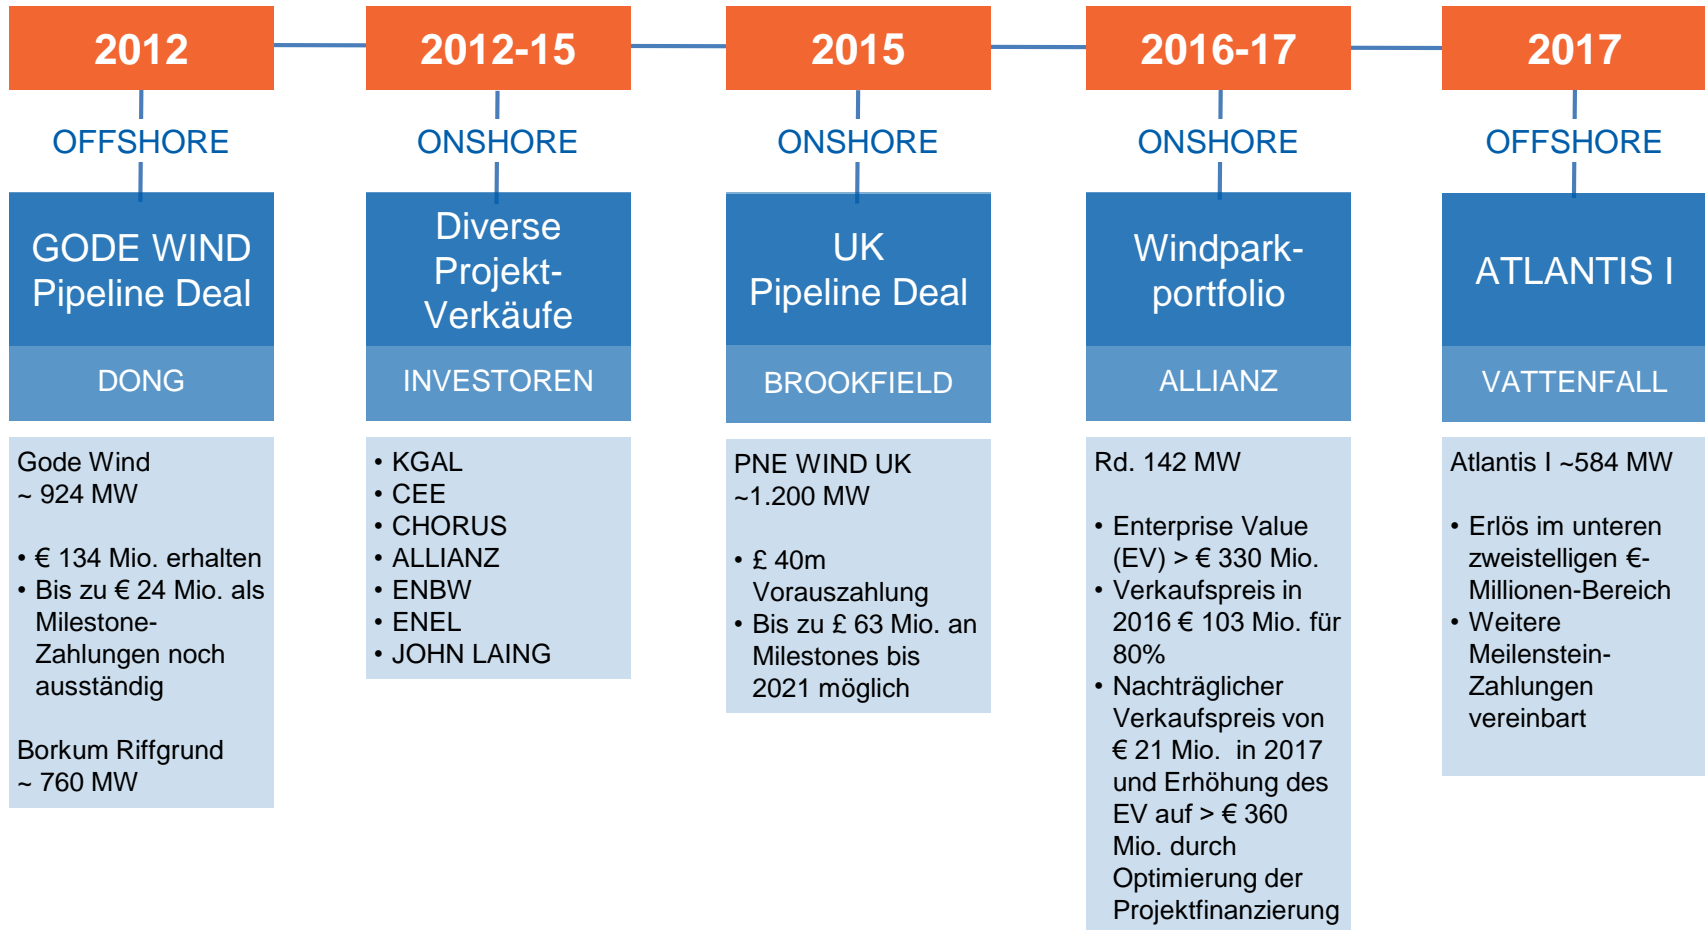 2012
OFFSHORE
GODE WIND
Pipeline Deal
DONG
Gode Wind
~ 924 MW
• € 134 Mio. erhalten
• Bis zu € 24 Mio. als
Milestone-
Zahlungen noch
ausständig
Borkum Riffgrund
~ 760 MW
2012-15
ONSHORE
Diverse
Projekt-
Verkäufe
INVESTOREN
• KGAL
• CEE
• CHORUS
• ALLIANZ
• ENBW
• ENEL
• JOHN LAING
2015
ONSHORE
UK
Pipeline Deal
BROOKFIELD
PNE WIND UK
~1.200 MW
• £ 40m
Vorauszahlung
• Bis zu £ 63 Mio. an
Milestones bis
2021 möglich
2016-17
ONSHORE
Windpark-
portfolio
ALLIANZ
Rd. 142 MW
• Enterprise Value
(EV) > € 330 Mio.
• Verkaufspreis in
2016 € 103 Mio. für
80%
• Nachträglicher
Verkaufspreis von
€ 21 Mio. in 2017
und Erhöhung des
EV auf > € 360
Mio. durch
Optimierung der
Projektfinanzierung
2017
OFFSHORE
ATLANTIS I
VATTENFALL
Atlantis I ~584 MW
• Erlös im unteren
zweistelligen €-
Millionen-Bereich
• Weitere
Meilenstein-
Zahlungen
vereinbart